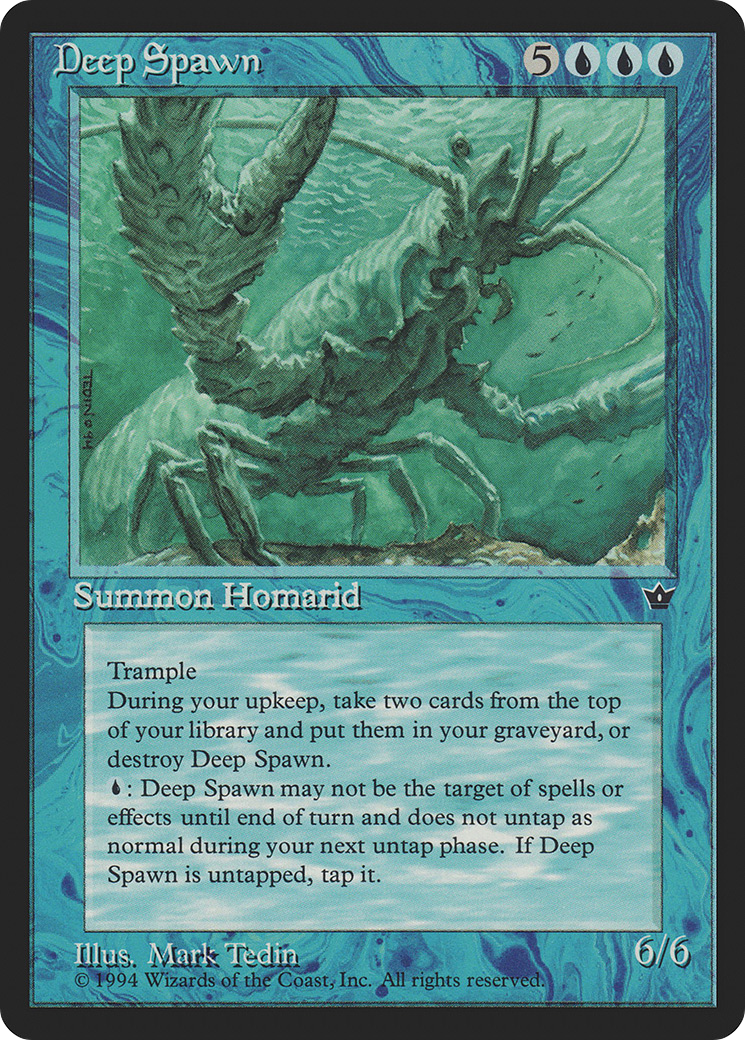 Deep Spawn 5
TEDIN © 94
Summon Homarid
Trample
During your upkeep, take two cards from the top
of your library and put them in your graveyard, or
destroy Deep Spawn.
: Deep Spawn may not be the target of spells or
effects until end of turn and does not untap as
normal during your next untap phase. If Deep
Spawn is untapped, tap it.
Illus. Mark Tedin 6/6
© 1994 Wizards of the Coast, Inc. All rights reserved.